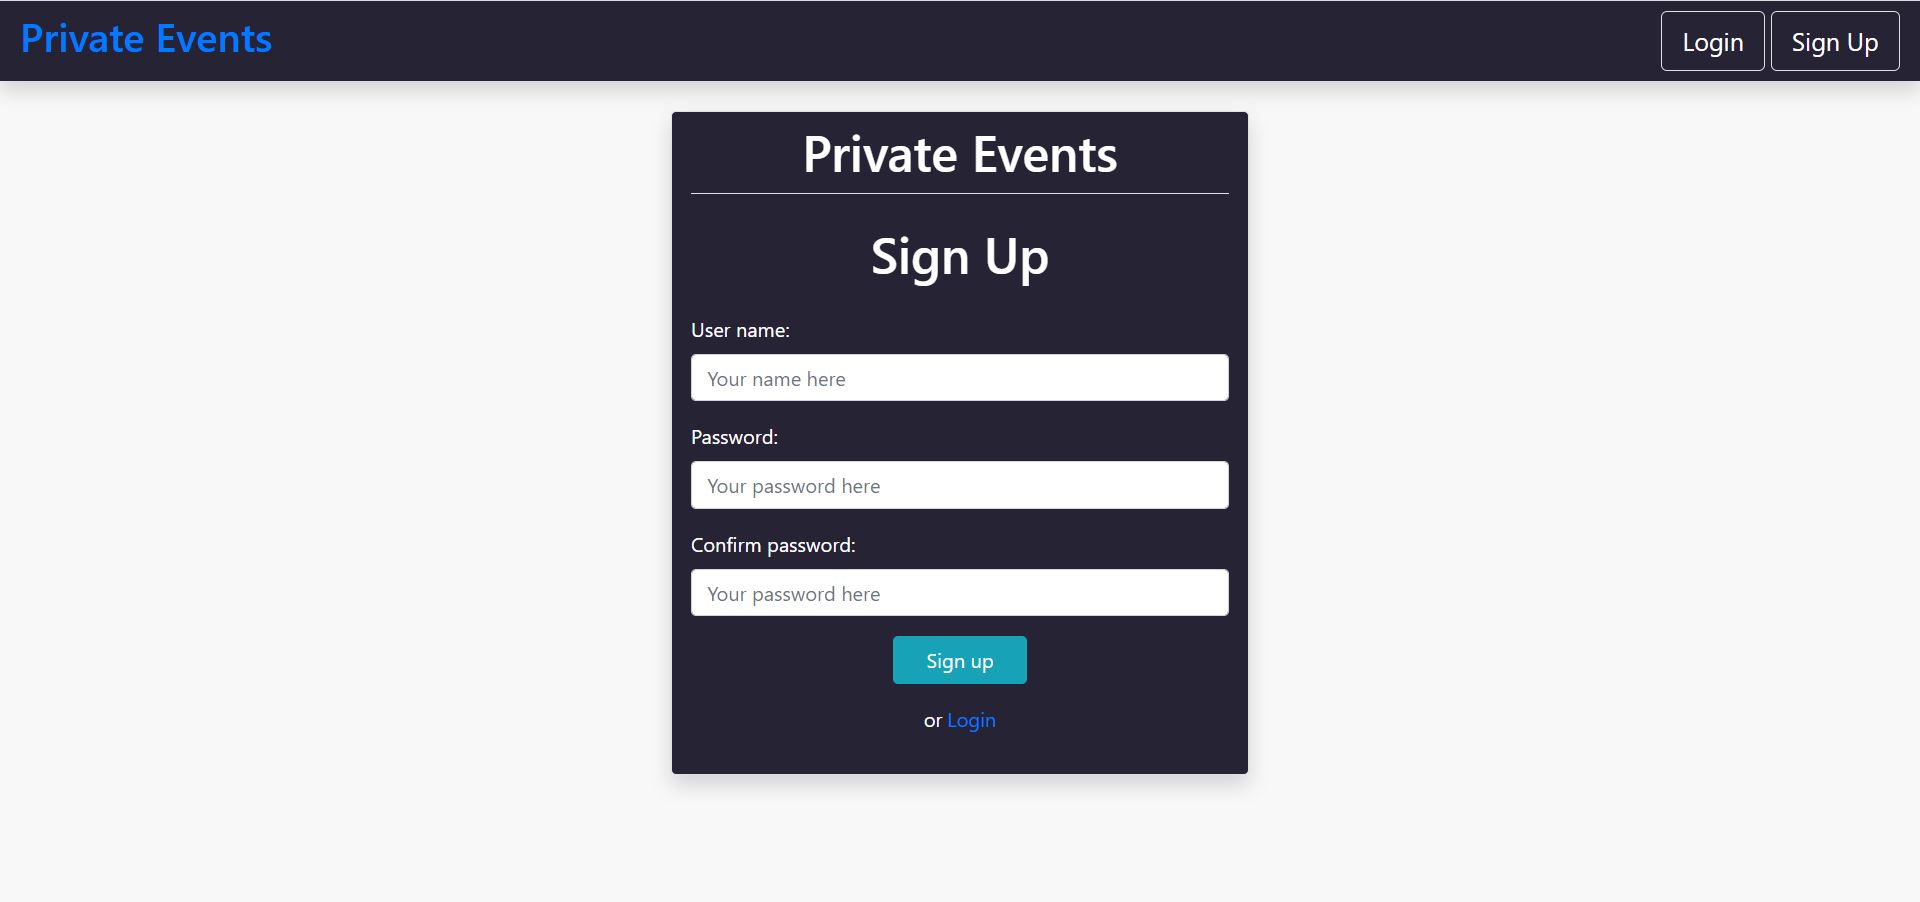 Private Events
Login Sign Up
Private Events
Sign Up
User name:
Your name here
Password:
Your password here
Confirm password:
Your password here
Sign up
or Login